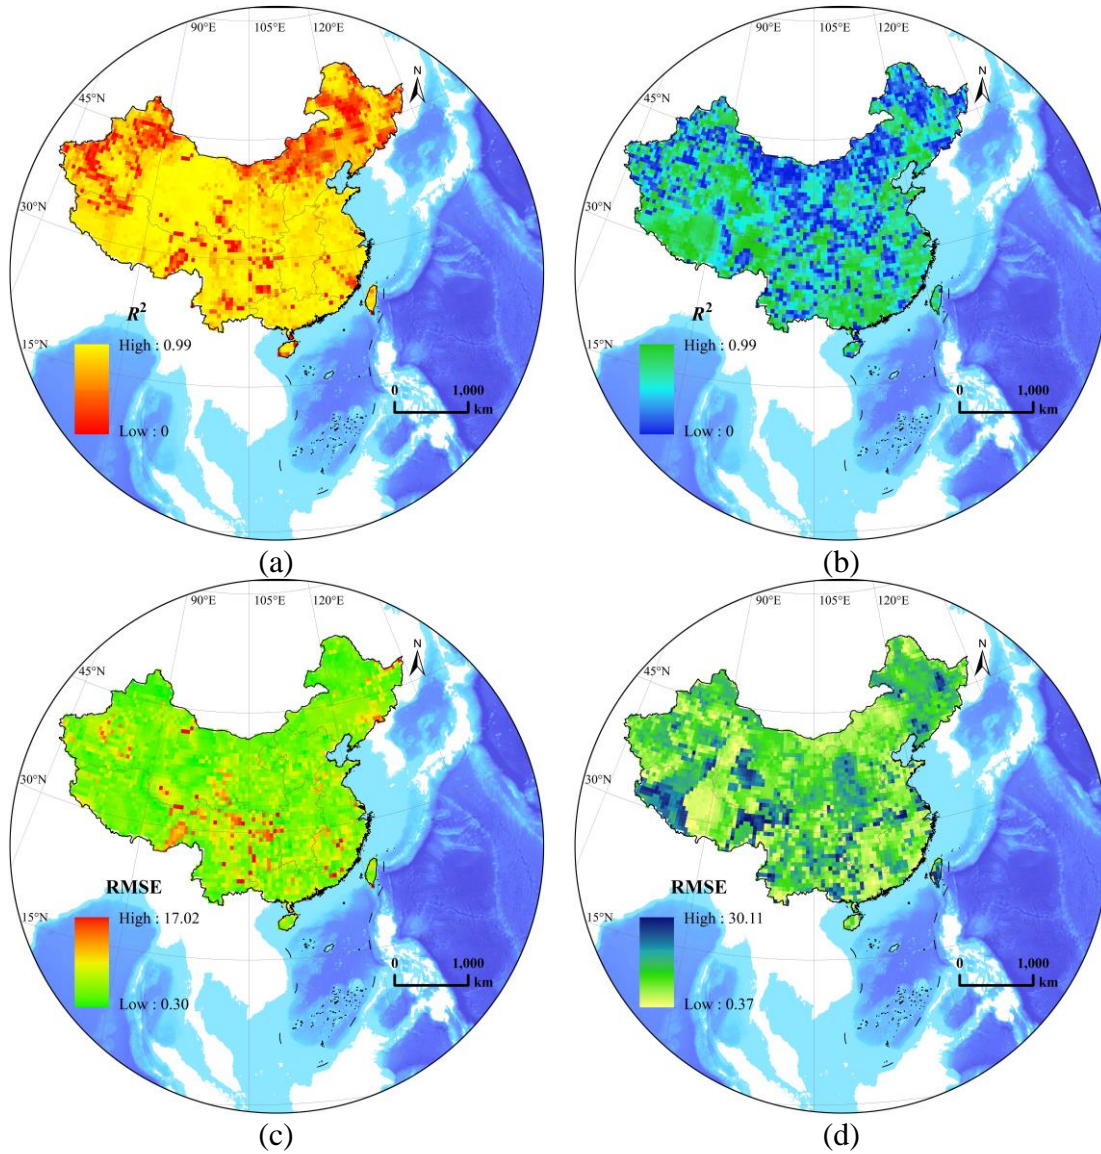 90°E 105°E 120°E
N
45°N
30°N
R²
High : 0.99
15°N
0 1,000
km
Low : 0
(a)
90°E 105°E 120°E
N
45°N
30°N
R²
High : 0.99
15°N
0 1,000
km
Low : 0
(b)
90°E 105°E 120°E
N
45°N
30°N
RMSE
High : 17.02
15°N
0 1,000
km
Low : 0.30
(c)
90°E 105°E 120°E
N
45°N
30°N
RMSE
High : 30.11
15°N
0 1,000
km
Low : 0.37
(d)